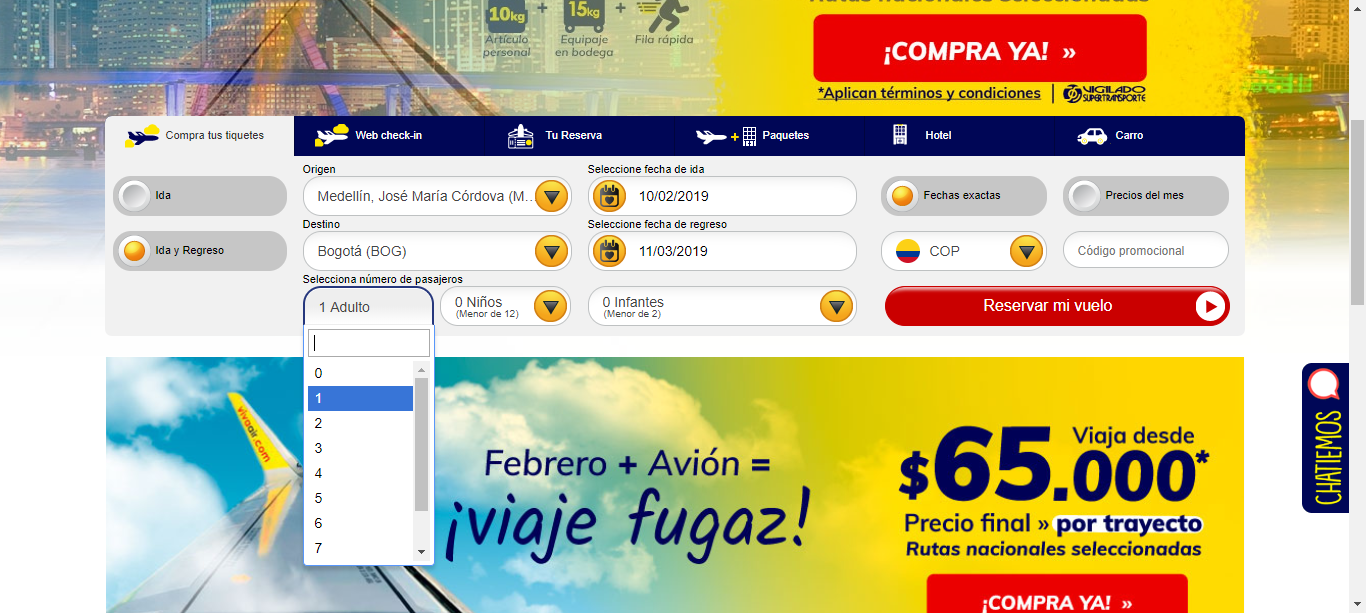 10kg + 15kg +
Artículo personal
Equipaje en bodega
Fila rápida
Rutas nacionales seleccionadas
¡COMPRA YA! »
*Aplican términos y condiciones | VIGILADO SUPERTRANSPORTE
Compra tus tiquetes
Web check-in
Tu Reserva
+ Paquetes
Hotel
Carro
Ida
Ida y Regreso
Origen
Medellín, José María Córdova (M...
Destino
Bogotá (BOG)
Seleccione fecha de ida
10/02/2019
Seleccione fecha de regreso
11/03/2019
Fechas exactas
Precios del mes
COP
Código promocional
Selecciona número de pasajeros
1 Adulto
0 Niños
(Menor de 12)
0 Infantes
(Menor de 2)
Reservar mi vuelo
0
1
2
3
4
5
6
7
vivaair.com
Febrero + Avión =
¡viaje fugaz!
Viaja desde
$65.000*
Precio final » por trayecto
Rutas nacionales seleccionadas
¡COMPRA YA! »
CHATIEMOS